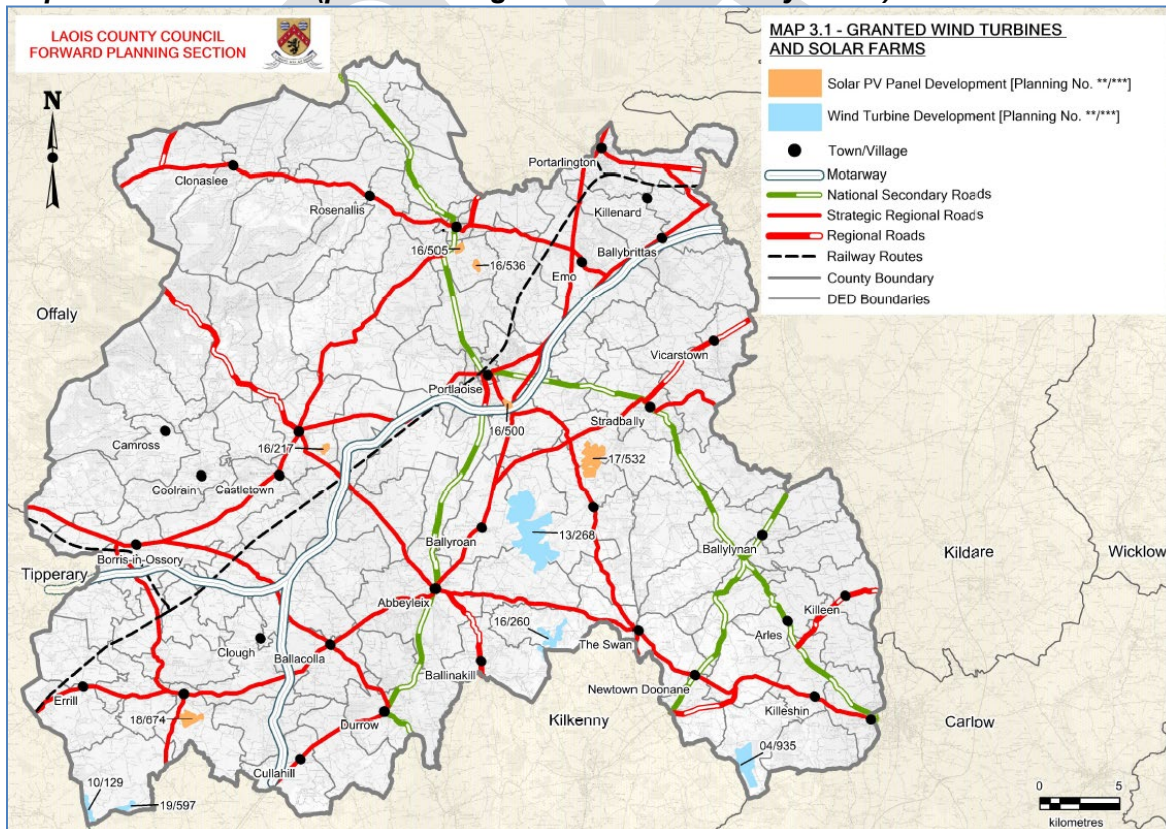 LAOIS COUNTY COUNCIL
FORWARD PLANNING SECTION
MAP 3.1 - GRANTED WIND TURBINES
AND SOLAR FARMS
Solar PV Panel Development [Planning No. **/***]
Wind Turbine Development [Planning No. **/***]
Town/Village
Motarway
National Secondary Roads
Strategic Regional Roads
Regional Roads
Railway Routes
County Boundary
DED Boundaries
N
Portarlington
Clonaslee
Rosenallis
Killenard
16/505
16/536
Ballybrittas
Emo
Offaly
Vicarstown
Portlaoise
Stradbally
16/500
Camross
16/217
17/532
Coolrain
Castletown
Ballyroan
13/268
Ballylynan
Kildare
Wicklow
Borris-in-Ossory
Tipperary
Abbeyleix
16/260
Killeen
The Swan
Arles
Clough
Ballacolla
Ballinakill
Newtown Doonane
Errill
Killeshin
18/674
Durrow
Kilkenny
Carlow
Cullahill
04/935
10/129
19/597
0 5
kilometres